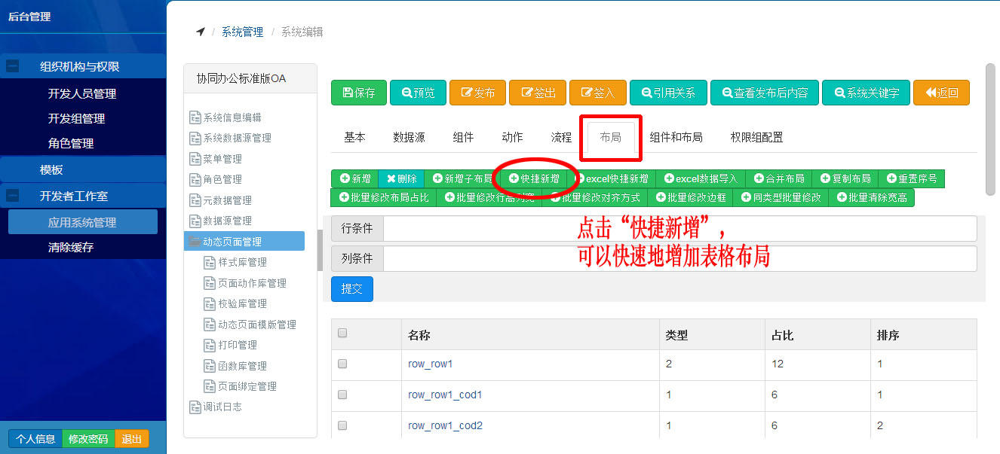 后台管理
组织机构与权限
开发人员管理
开发组管理
角色管理
模板
开发者工作室
应用系统管理
清除缓存
个人信息 修改密码 退出
/ 系统管理 / 系统编辑
协同办公标准版OA
系统信息编辑
系统数据源管理
菜单管理
角色管理
元数据管理
数据源管理
动态页面管理
样式库管理
页面动作库管理
校验库管理
动态页面模版管理
打印管理
函数库管理
页面绑定管理
调试日志
保存 预览 发布 签出 签入 引用关系 查看发布后内容 系统关键字 返回
基本 数据源 组件 动作 流程 布局 组件和布局 权限组配置
新增 删除 新增子布局 快捷新增 excel快捷新增 excel数据导入 合并布局 复制布局 重置序号
批量修改布局占比 批量修改行高列宽 批量修改对齐方式 批量修改边框 同类型批量修改 批量清除宽高
行条件
列条件
点击“快捷新增”，
可以快速地增加表格布局
提交
名称 类型 占比 排序
row_row1 2 12 1
row_row1_cod1 1 6 1
row_row1_cod2 1 6 2